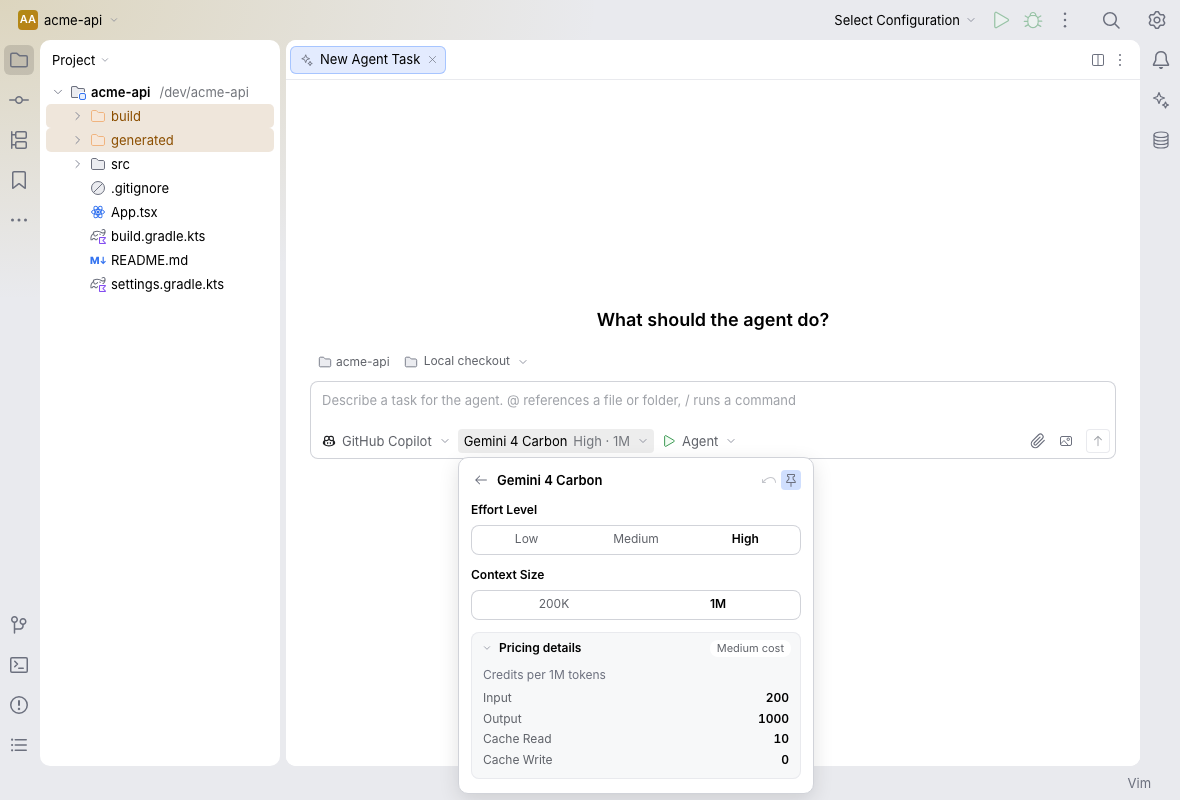 AA acme-api
Select Configuration
Project
New Agent Task
acme-api /dev/acme-api
build
generated
src
.gitignore
App.tsx
build.gradle.kts
M↓ README.md
settings.gradle.kts
What should the agent do?
acme-api Local checkout
Describe a task for the agent. @ references a file or folder, / runs a command
GitHub Copilot Gemini 4 Carbon High · 1M Agent
Gemini 4 Carbon
Effort Level
Low Medium High
Context Size
200K 1M
Pricing details Medium cost
Credits per 1M tokens
Input 200
Output 1000
Cache Read 10
Cache Write 0
Vim